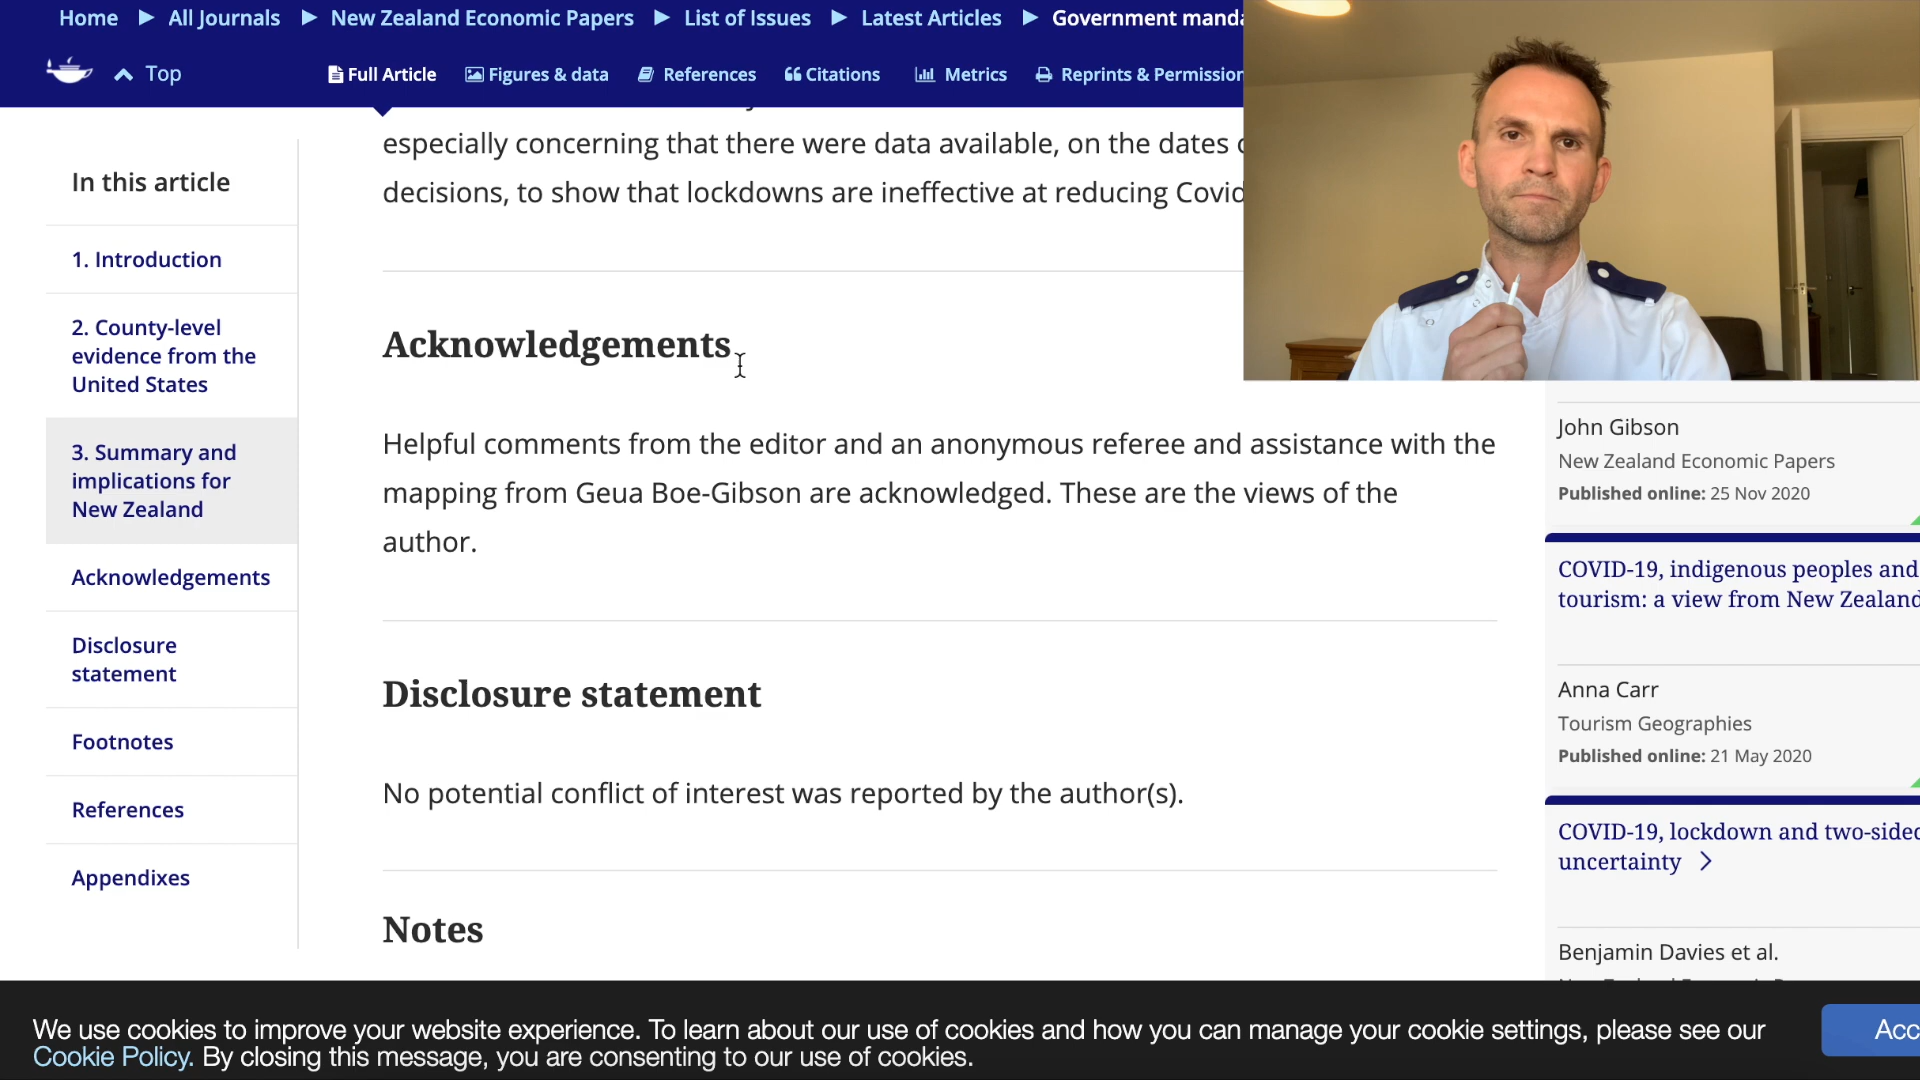 Home ▶ All Journals ▶ New Zealand Economic Papers ▶ List of Issues ▶ Latest Articles ▶ Government manda
Top
Full Article Figures & data References Citations Metrics Reprints & Permission
especially concerning that there were data available, on the dates
decisions, to show that lockdowns are ineffective at reducing Covid
In this article
1. Introduction
2. County-level
evidence from the
United States
3. Summary and
implications for
New Zealand
Acknowledgements
Disclosure
statement
Footnotes
References
Appendixes
Acknowledgements
Helpful comments from the editor and an anonymous referee and assistance with the
mapping from Geua Boe-Gibson are acknowledged. These are the views of the
author.
Disclosure statement
No potential conflict of interest was reported by the author(s).
Notes
John Gibson
New Zealand Economic Papers
Published online: 25 Nov 2020
COVID-19, indigenous peoples and
tourism: a view from New Zealand
Anna Carr
Tourism Geographies
Published online: 21 May 2020
COVID-19, lockdown and two-sided
uncertainty
Benjamin Davies et al.
We use cookies to improve your website experience. To learn about our use of cookies and how you can manage your cookie settings, please see our
Cookie Policy. By closing this message, you are consenting to our use of cookies.
Acc